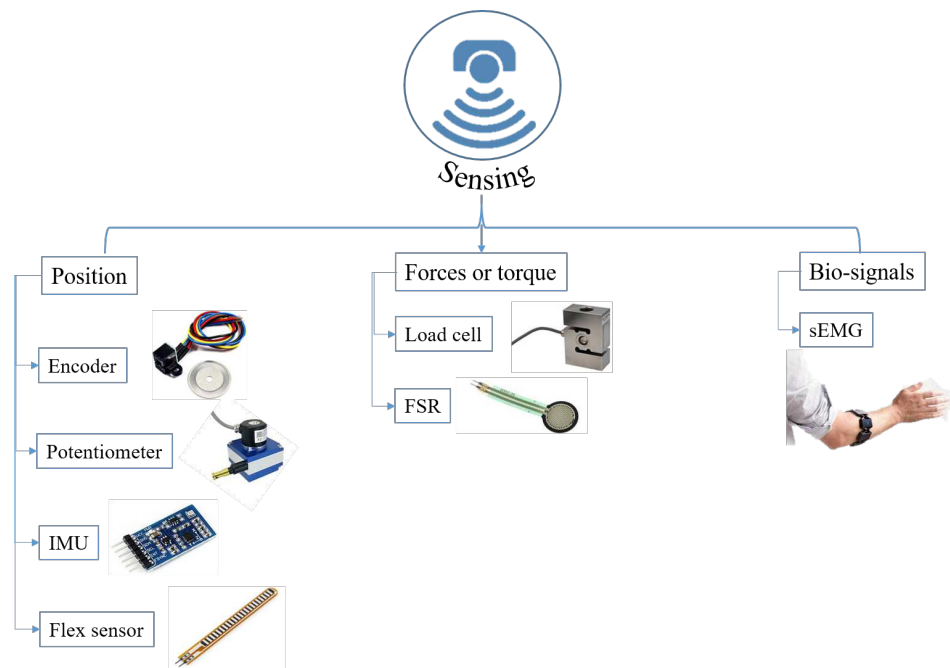 Sensing
Position
Encoder
Potentiometer
IMU
Flex sensor
Forces or torque
Load cell
FSR
Bio-signals
sEMG